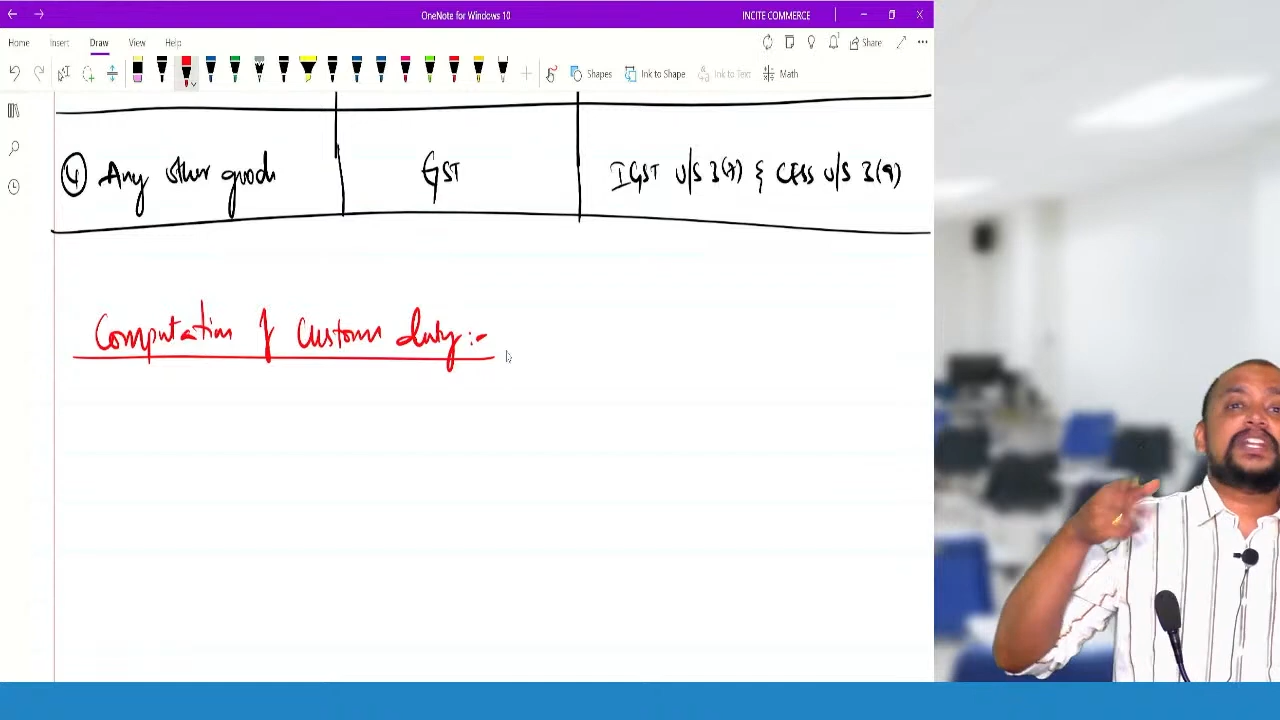 OneNote for Windows 10
INCITE COMMERCE
Home Insert Draw View Help
Share
Shapes
Ink to Shape
Ink to Text
Math
④ Any other goods GST IGST u/s 3(7) & CESS u/s 3(9)
Computation of Customs duty:-